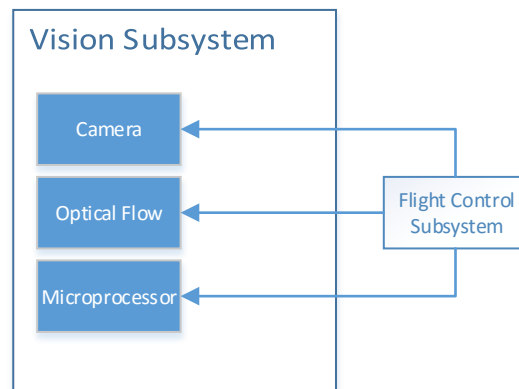 Vision Subsystem
Camera
Optical Flow
Microprocessor
Flight Control
Subsystem